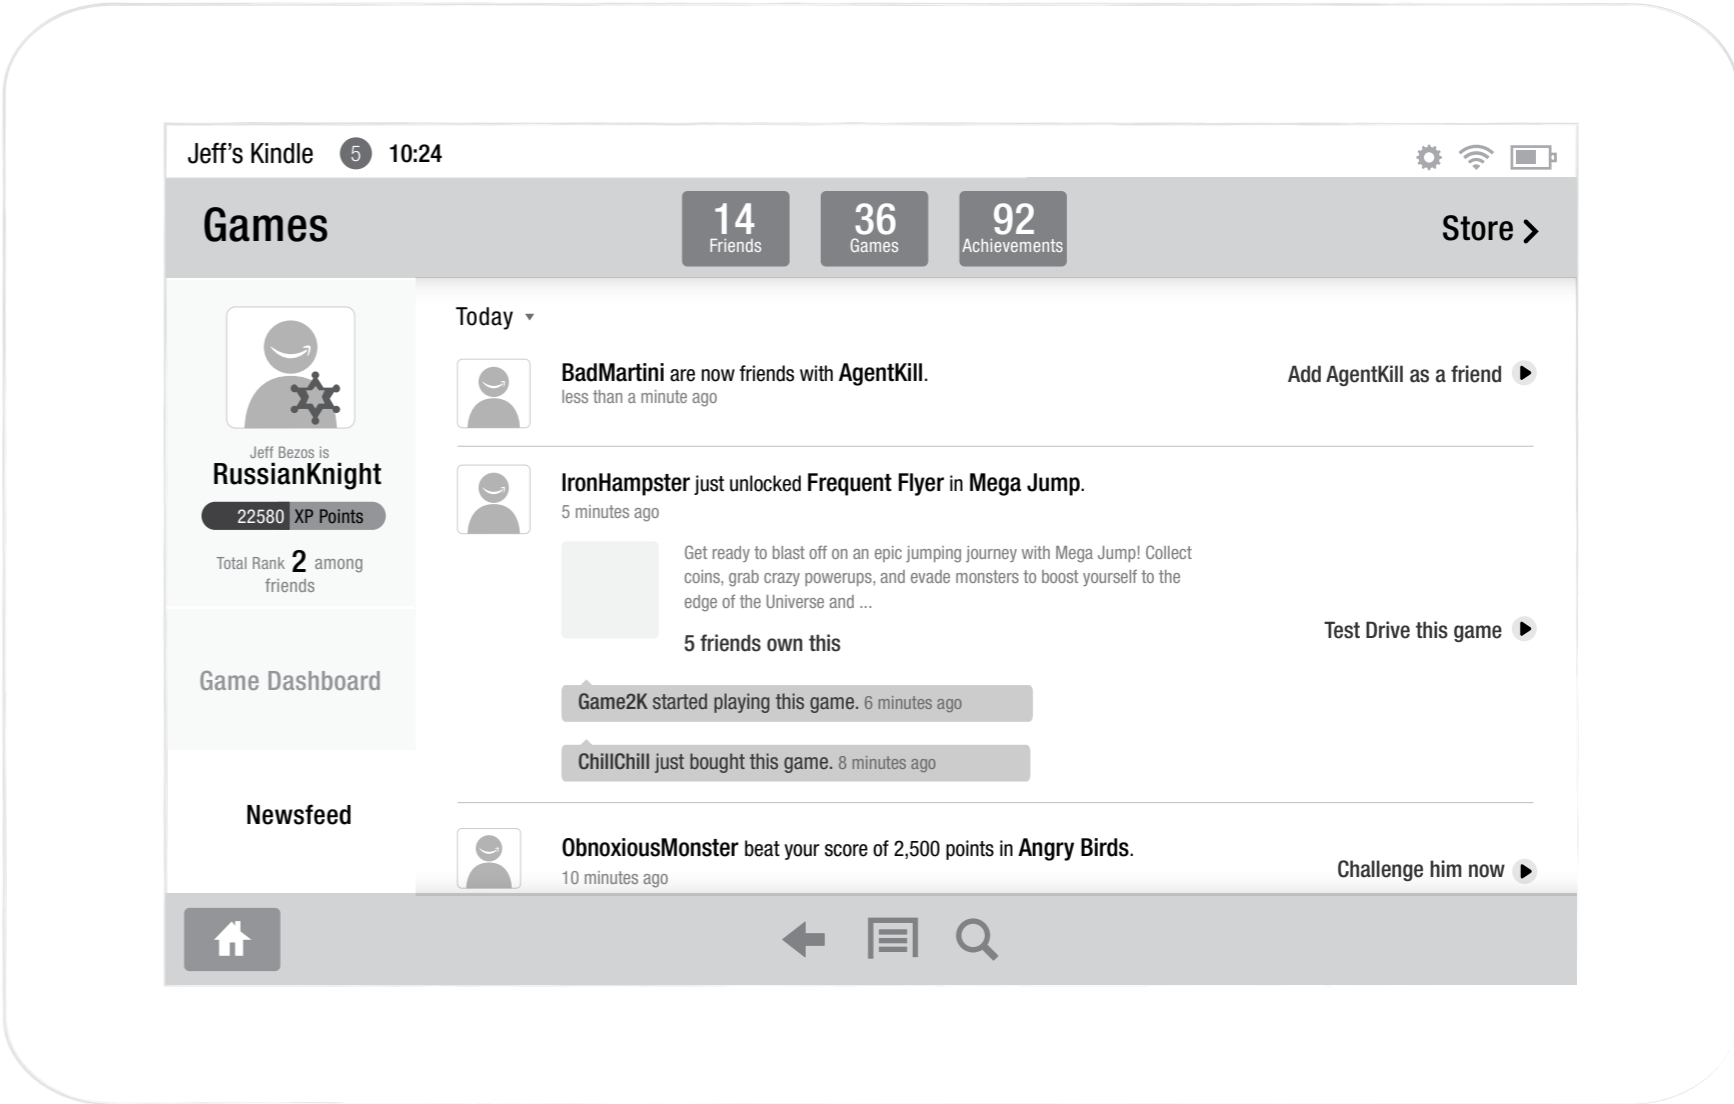 Jeff's Kindle 5 10:24
Games
14
Friends
36
Games
92
Achievements
Store
Jeff Bezos is
RussianKnight
22580 XP Points
Total Rank 2 among
friends
Game Dashboard
Newsfeed
Today
BadMartini are now friends with AgentKill.
less than a minute ago
Add AgentKill as a friend
IronHampster just unlocked Frequent Flyer in Mega Jump.
5 minutes ago
Get ready to blast off on an epic jumping journey with Mega Jump! Collect
coins, grab crazy powerups, and evade monsters to boost yourself to the
edge of the Universe and ...
5 friends own this
Test Drive this game
Game2K started playing this game. 6 minutes ago
ChillChill just bought this game. 8 minutes ago
ObnoxiousMonster beat your score of 2,500 points in Angry Birds.
10 minutes ago
Challenge him now